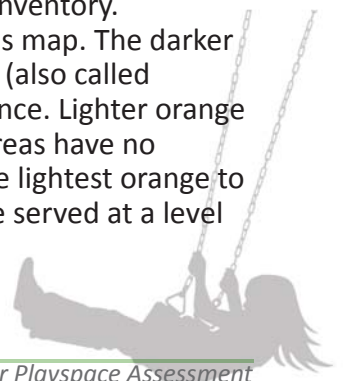 inventory.
s map. The darker
(also called
nce. Lighter orange
reas have no
e lightest orange to
e served at a level
r Playspace Assessment